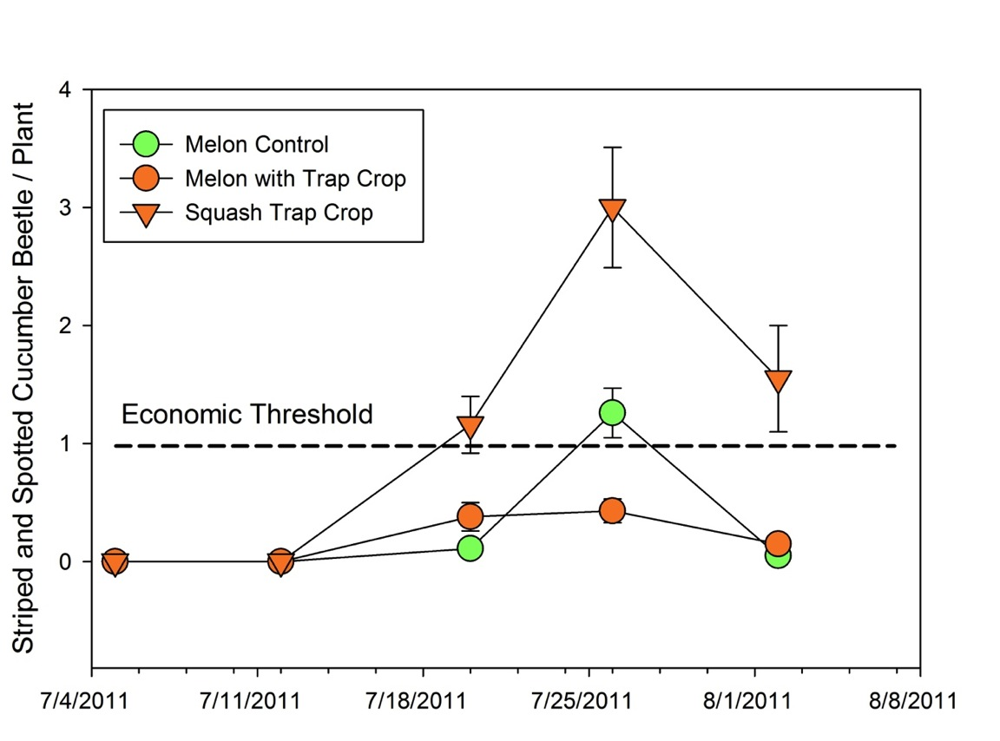 Striped and Spotted Cucumber Beetle / Plant
4
3
2
1
0
Melon Control
Melon with Trap Crop
Squash Trap Crop
Economic Threshold
7/4/2011 7/11/2011 7/18/2011 7/25/2011 8/1/2011 8/8/2011